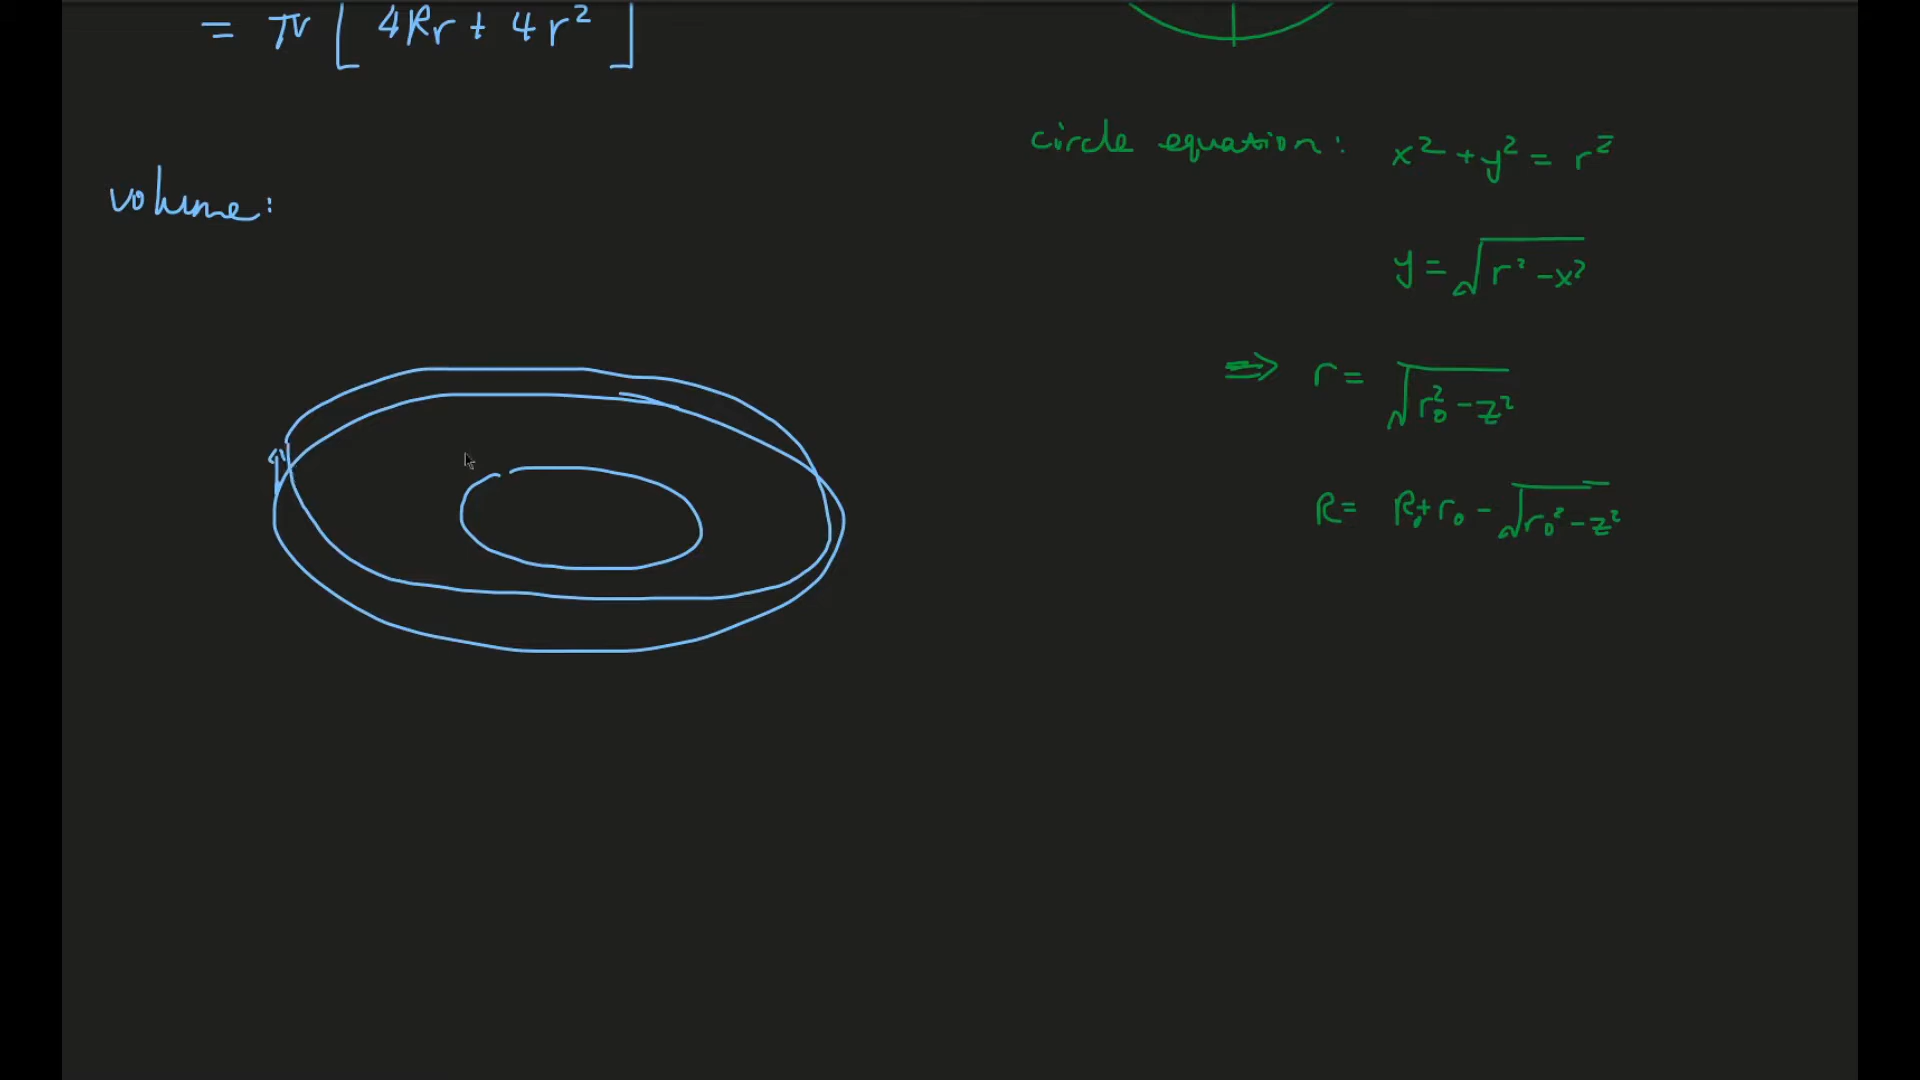 = π [ 4Rr + 4r² ]
volume:
circle equation: x² + y² = r²
y = √(r² - x²)
⇒ r = √(r₀² - z²)
R = R₀ + r₀ - √(r₀² - z²)